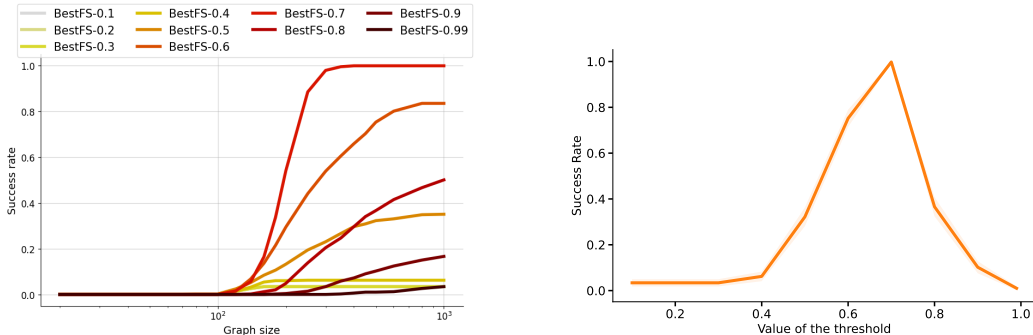 BestFS-0.1 BestFS-0.4 BestFS-0.7 BestFS-0.9
BestFS-0.2 BestFS-0.5 BestFS-0.8 BestFS-0.99
BestFS-0.3 BestFS-0.6
1.0
0.8
0.6
0.4
0.2
0.0
Success rate
10² 10³
Graph size
1.0
0.8
0.6
0.4
0.2
0.0
Success Rate
0.2 0.4 0.6 0.8 1.0
Value of the threshold